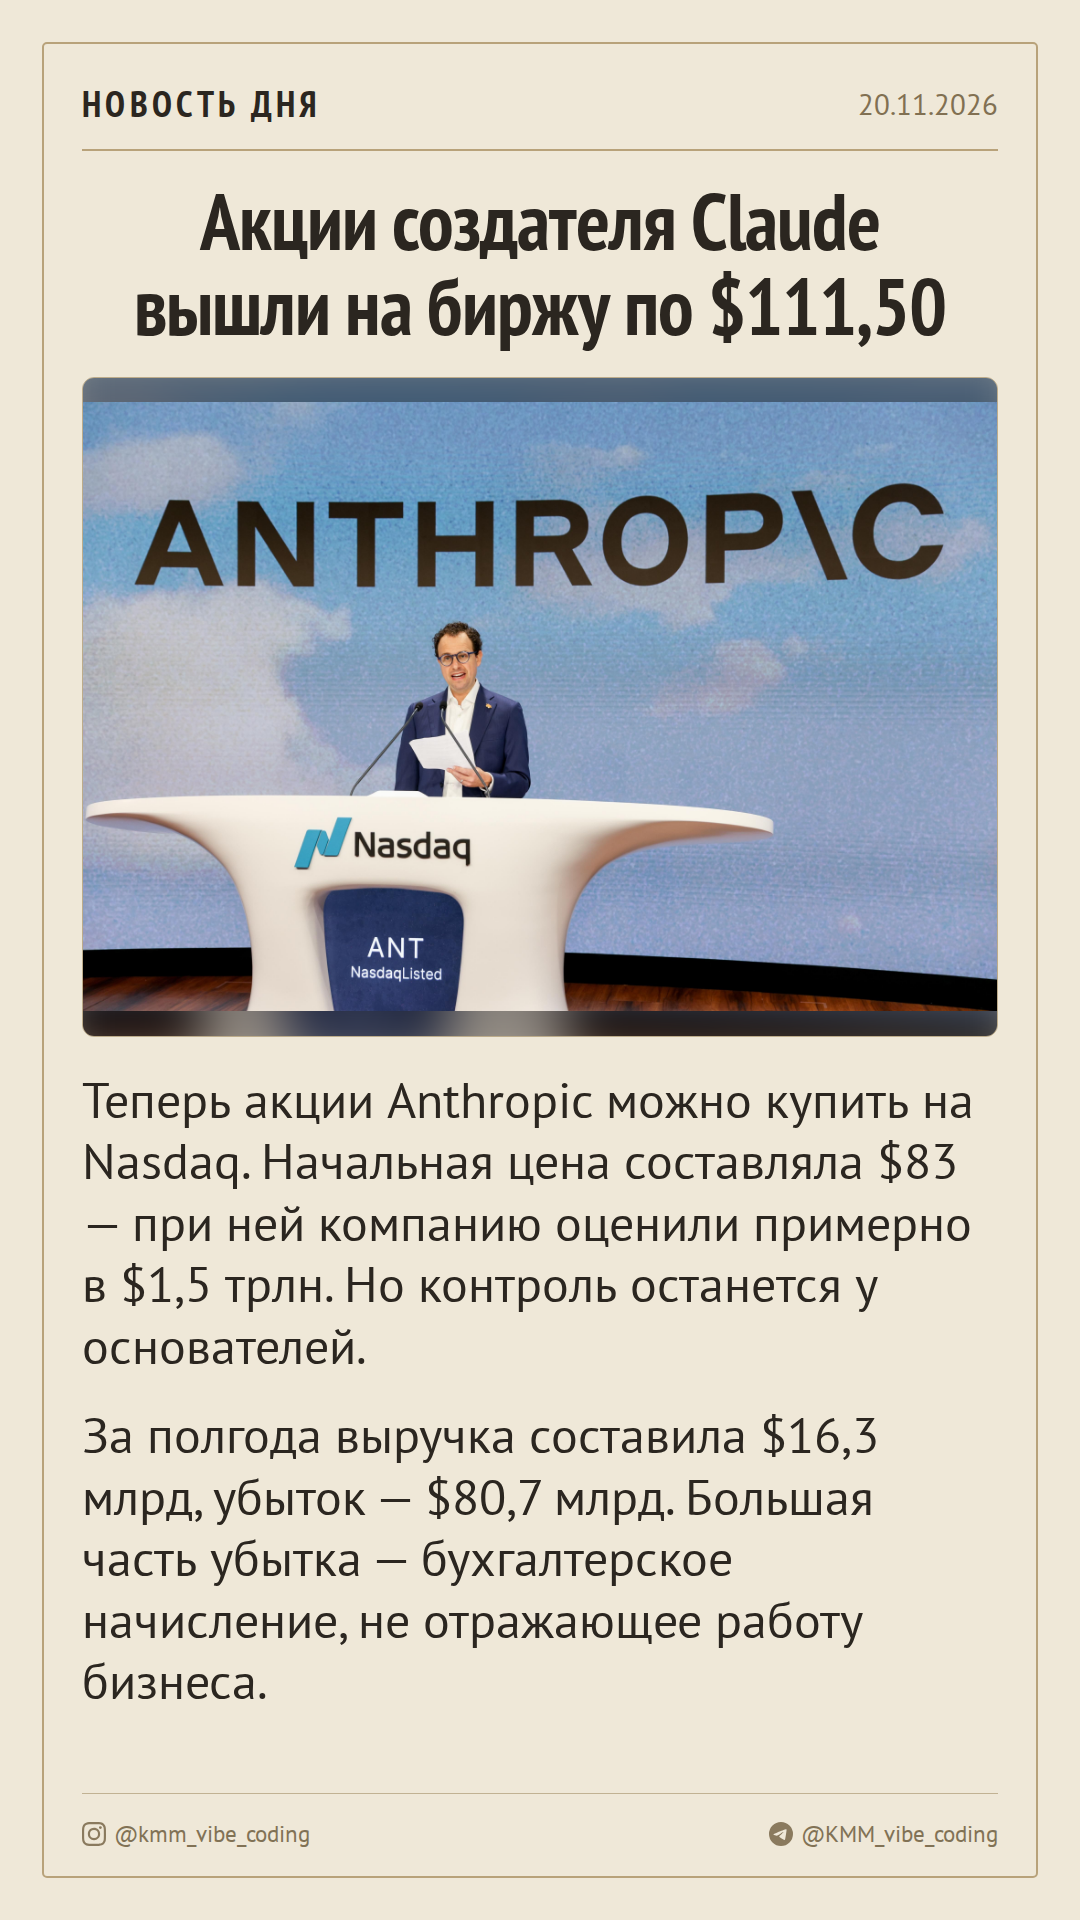 НОВОСТЬ ДНЯ
20.11.2026
Акции создателя Claude
вышли на биржу по $111,50
ANTHROP\C
Nasdaq
ANT
NasdaqListed
Теперь акции Anthropic можно купить на
Nasdaq. Начальная цена составляла $83
— при ней компанию оценили примерно
в $1,5 трлн. Но контроль останется у
основателей.
За полгода выручка составила $16,3
млрд, убыток — $80,7 млрд. Большая
часть убытка — бухгалтерское
начисление, не отражающее работу
бизнеса.
@kmm_vibe_coding
@KMM_vibe_coding